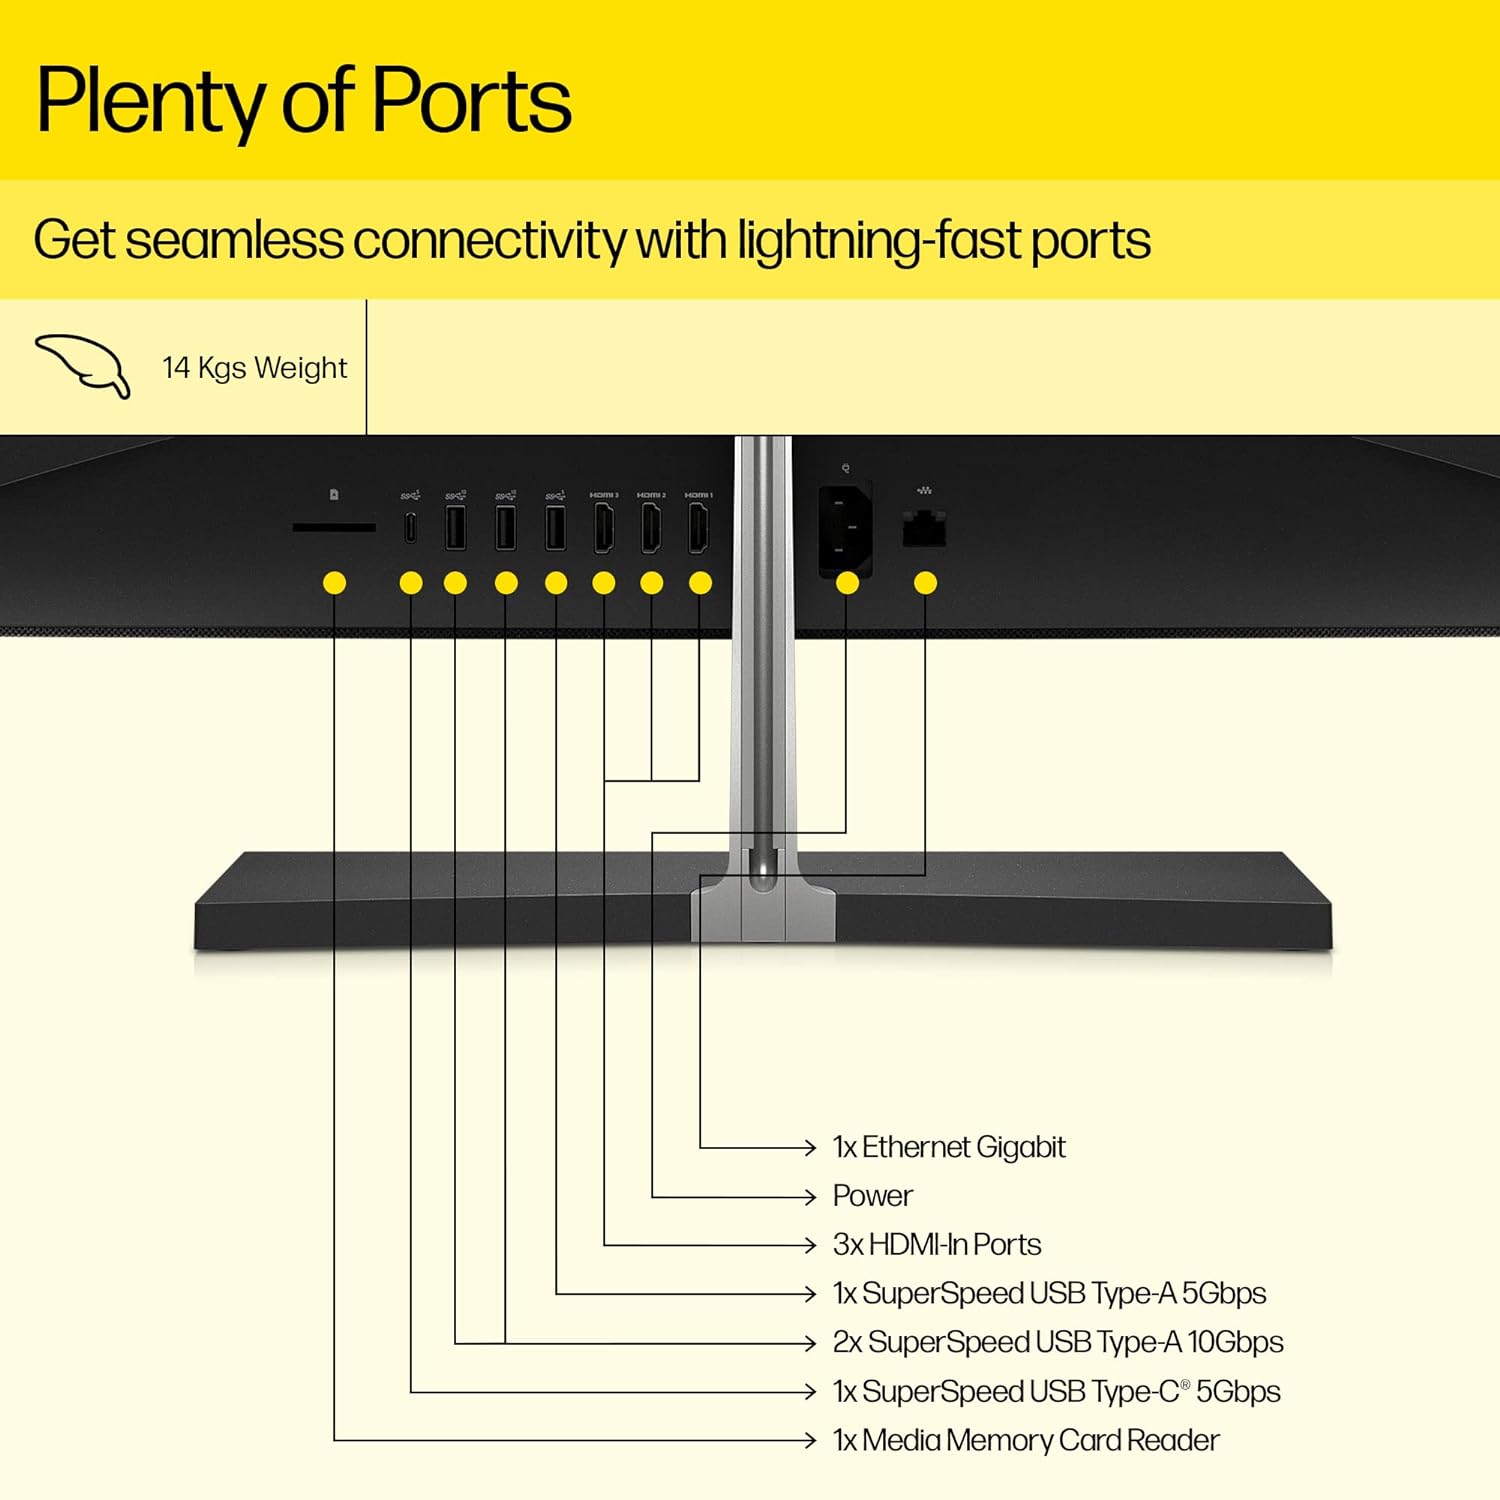 Plenty of Ports
Get seamless connectivity with lightning-fast ports
14 Kgs Weight
HDMI 3 HDMI 2 HDMI 1
1x Ethernet Gigabit
Power
3x HDMI-In Ports
1x SuperSpeed USB Type-A 5Gbps
2x SuperSpeed USB Type-A 10Gbps
1x SuperSpeed USB Type-C® 5Gbps
1x Media Memory Card Reader